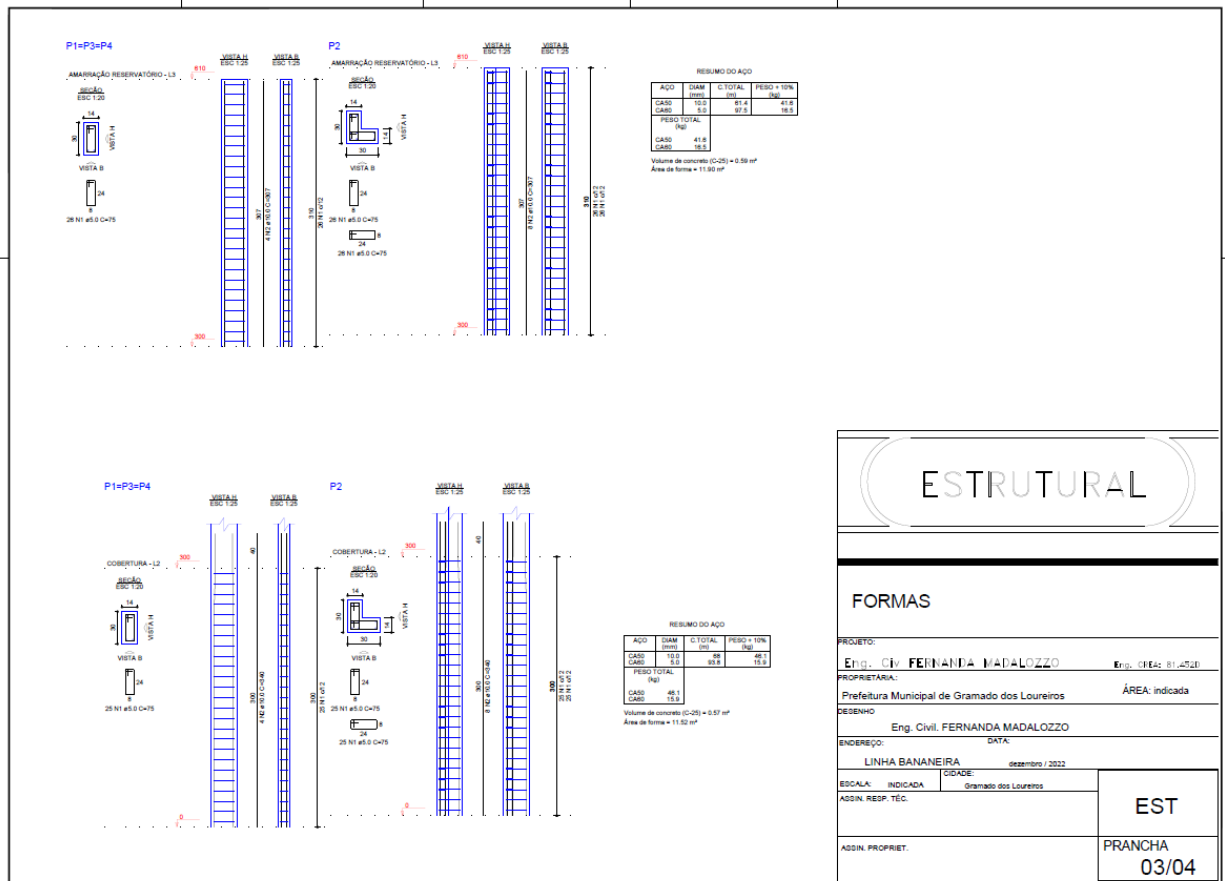 P1=P3=P4
VISTA H
ESC 1:25
VISTA B
ESC 1:25
AMARRAÇÃO RESERVATÓRIO - L3
610
SEÇÃO
ESC 1:20
14
30
VISTA H
VISTA B
24
8
26 N1 ø5.0 C=75
307
4 N2 ø10.0 C=307
310
26 N1 c/12
300
P2
VISTA H
ESC 1:25
VISTA B
ESC 1:25
AMARRAÇÃO RESERVATÓRIO - L3
610
SEÇÃO
ESC 1:20
14
30
14
VISTA H
30
VISTA B
24
8
26 N1 ø5.0 C=75
8
24
26 N1 ø5.0 C=75
307
8 N2 ø10.0 C=307
310
26 N1 c/12
26 N1 c/12
300
RESUMO DO AÇO
AÇO DIAM (mm) C.TOTAL (m) PESO + 10% (kg)
CA50 10.0 61.4 41.6
CA60 5.0 97.5 16.5
PESO TOTAL
(kg)
CA50 41.6
CA60 16.5
Volume de concreto (C-25) = 0.59 m³
Área de forma = 11.90 m²
P1=P3=P4
VISTA H
ESC 1:25
VISTA B
ESC 1:25
COBERTURA - L2
300
SEÇÃO
ESC 1:20
14
30
VISTA H
VISTA B
24
8
25 N1 ø5.0 C=75
40
300
4 N2 ø10.0 C=340
300
25 N1 c/12
0
P2
VISTA H
ESC 1:25
VISTA B
ESC 1:25
COBERTURA - L2
300
SEÇÃO
ESC 1:20
14
30
14
VISTA H
30
VISTA B
24
8
25 N1 ø5.0 C=75
8
24
25 N1 ø5.0 C=75
40
300
8 N2 ø10.0 C=340
300
25 N1 c/12
25 N1 c/12
0
RESUMO DO AÇO
AÇO DIAM (mm) C.TOTAL (m) PESO + 10% (kg)
CA50 10.0 68 46.1
CA60 5.0 93.8 15.9
PESO TOTAL
(kg)
CA50 46.1
CA60 15.9
Volume de concreto (C-25) = 0.57 m³
Área de forma = 11.52 m²
ESTRUTURAL
FORMAS
PROJETO:
Eng. Civ FERNANDA MADALOZZO Eng. CREA: 81.452D
PROPRIETÁRIA:
Prefeitura Municipal de Gramado dos Loureiros ÁREA: indicada
DESENHO
Eng. Civil. FERNANDA MADALOZZO
ENDEREÇO: DATA:
LINHA BANANEIRA dezembro / 2022
ESCALA: INDICADA CIDADE:
Gramado dos Loureiros
ASSIN. RESP. TÉC.
EST
ASSIN. PROPRIET.
PRANCHA
03/04